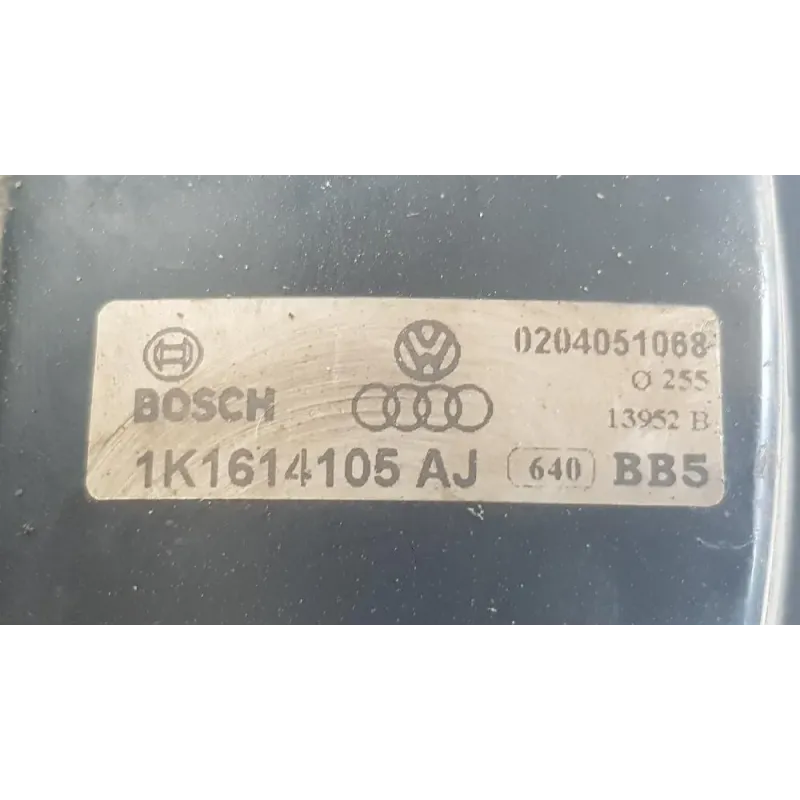 0204051068
BOSCH Ø 255
13952 B
1K1614105 AJ 640 BB5